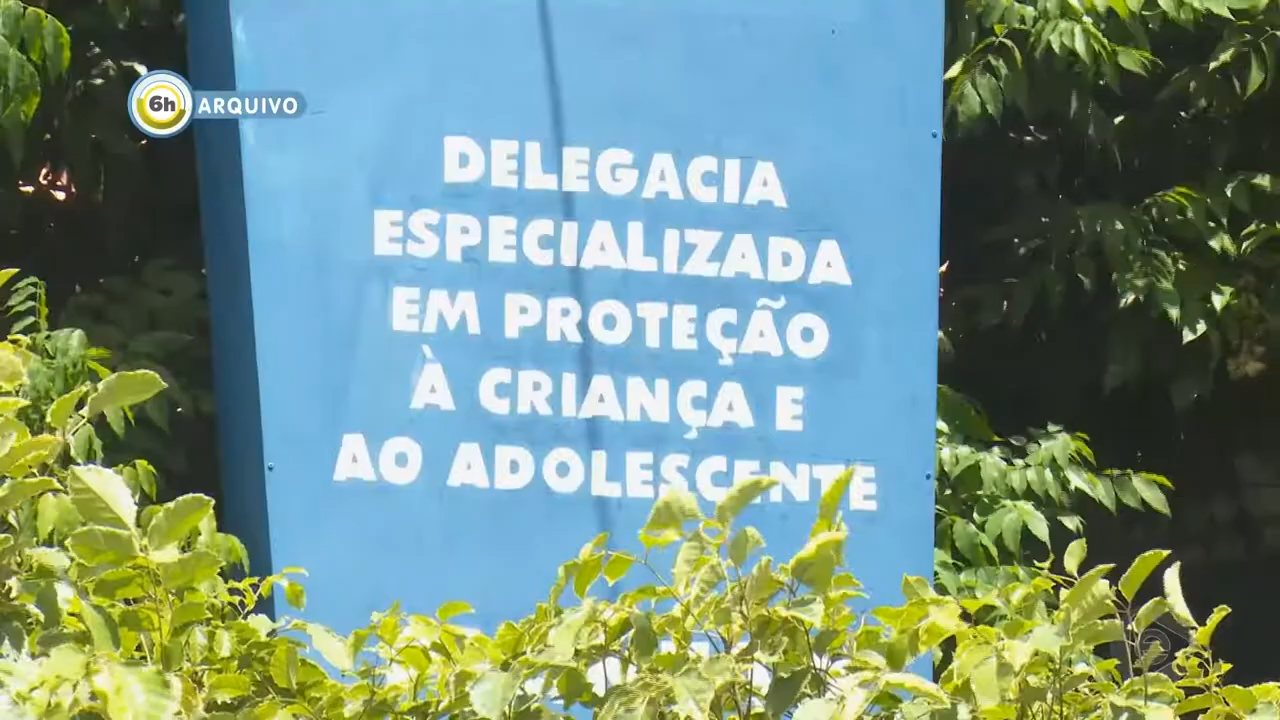 6h ARQUIVO
DELEGACIA
ESPECIALIZADA
EM PROTEÇÃO
À CRIANÇA E
AO ADOLESCENTE